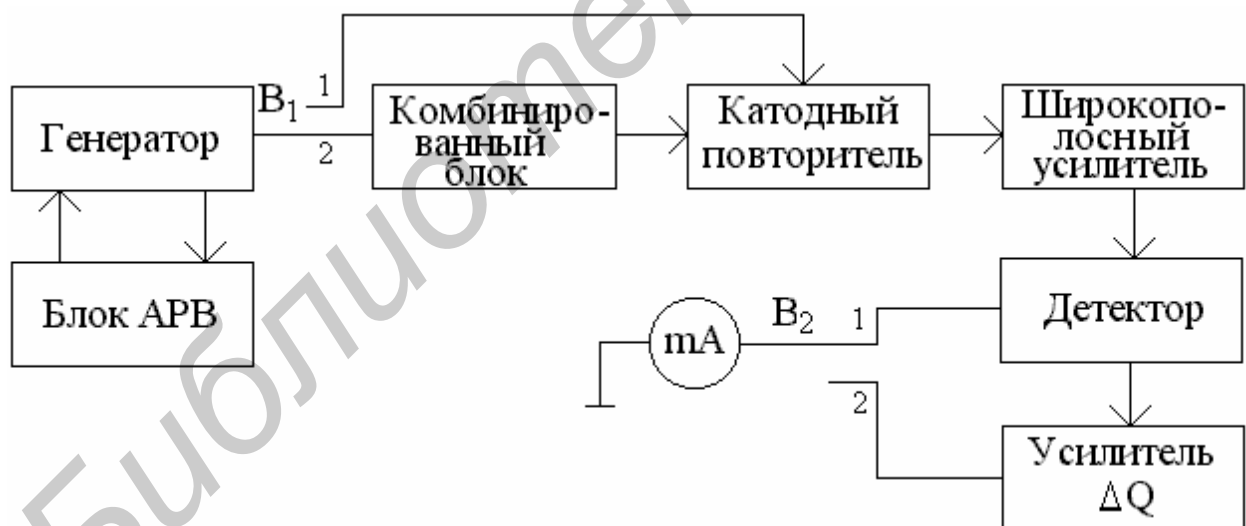 Генератор
B₁
1
2
Комбиниро-
ванный
блок
Катодный
повторитель
Широкопо-
лосный
усилитель
Блок АРВ
mA
B₂
1
2
Детектор
Усилитель
ΔQ
Библиотек